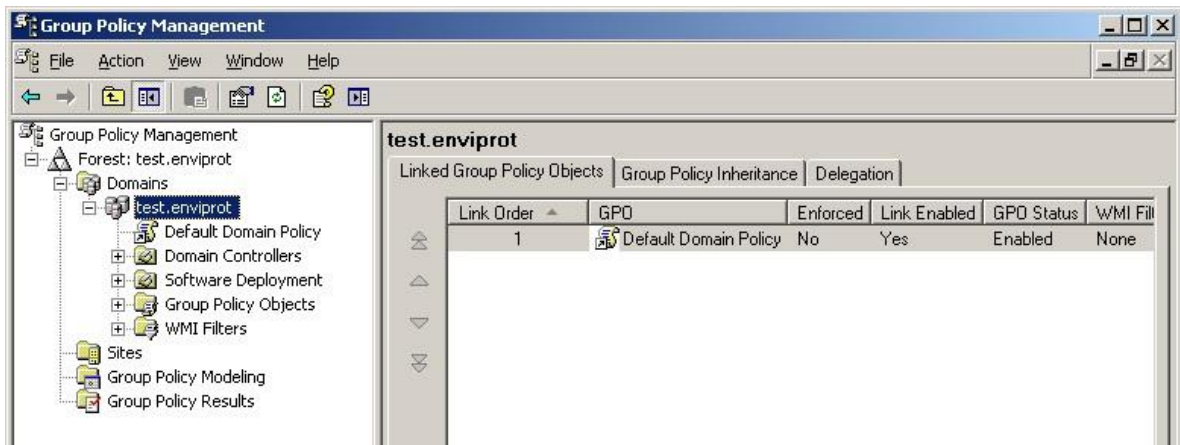 Group Policy Management
File Action View Window Help
Group Policy Management
Forest: test.enviprot
Domains
test.enviprot
Default Domain Policy
Domain Controllers
Software Deployment
Group Policy Objects
WMI Filters
Sites
Group Policy Modeling
Group Policy Results
test.enviprot
Linked Group Policy Objects Group Policy Inheritance Delegation
Link Order GPO Enforced Link Enabled GPO Status WMI Fil
1 Default Domain Policy No Yes Enabled None